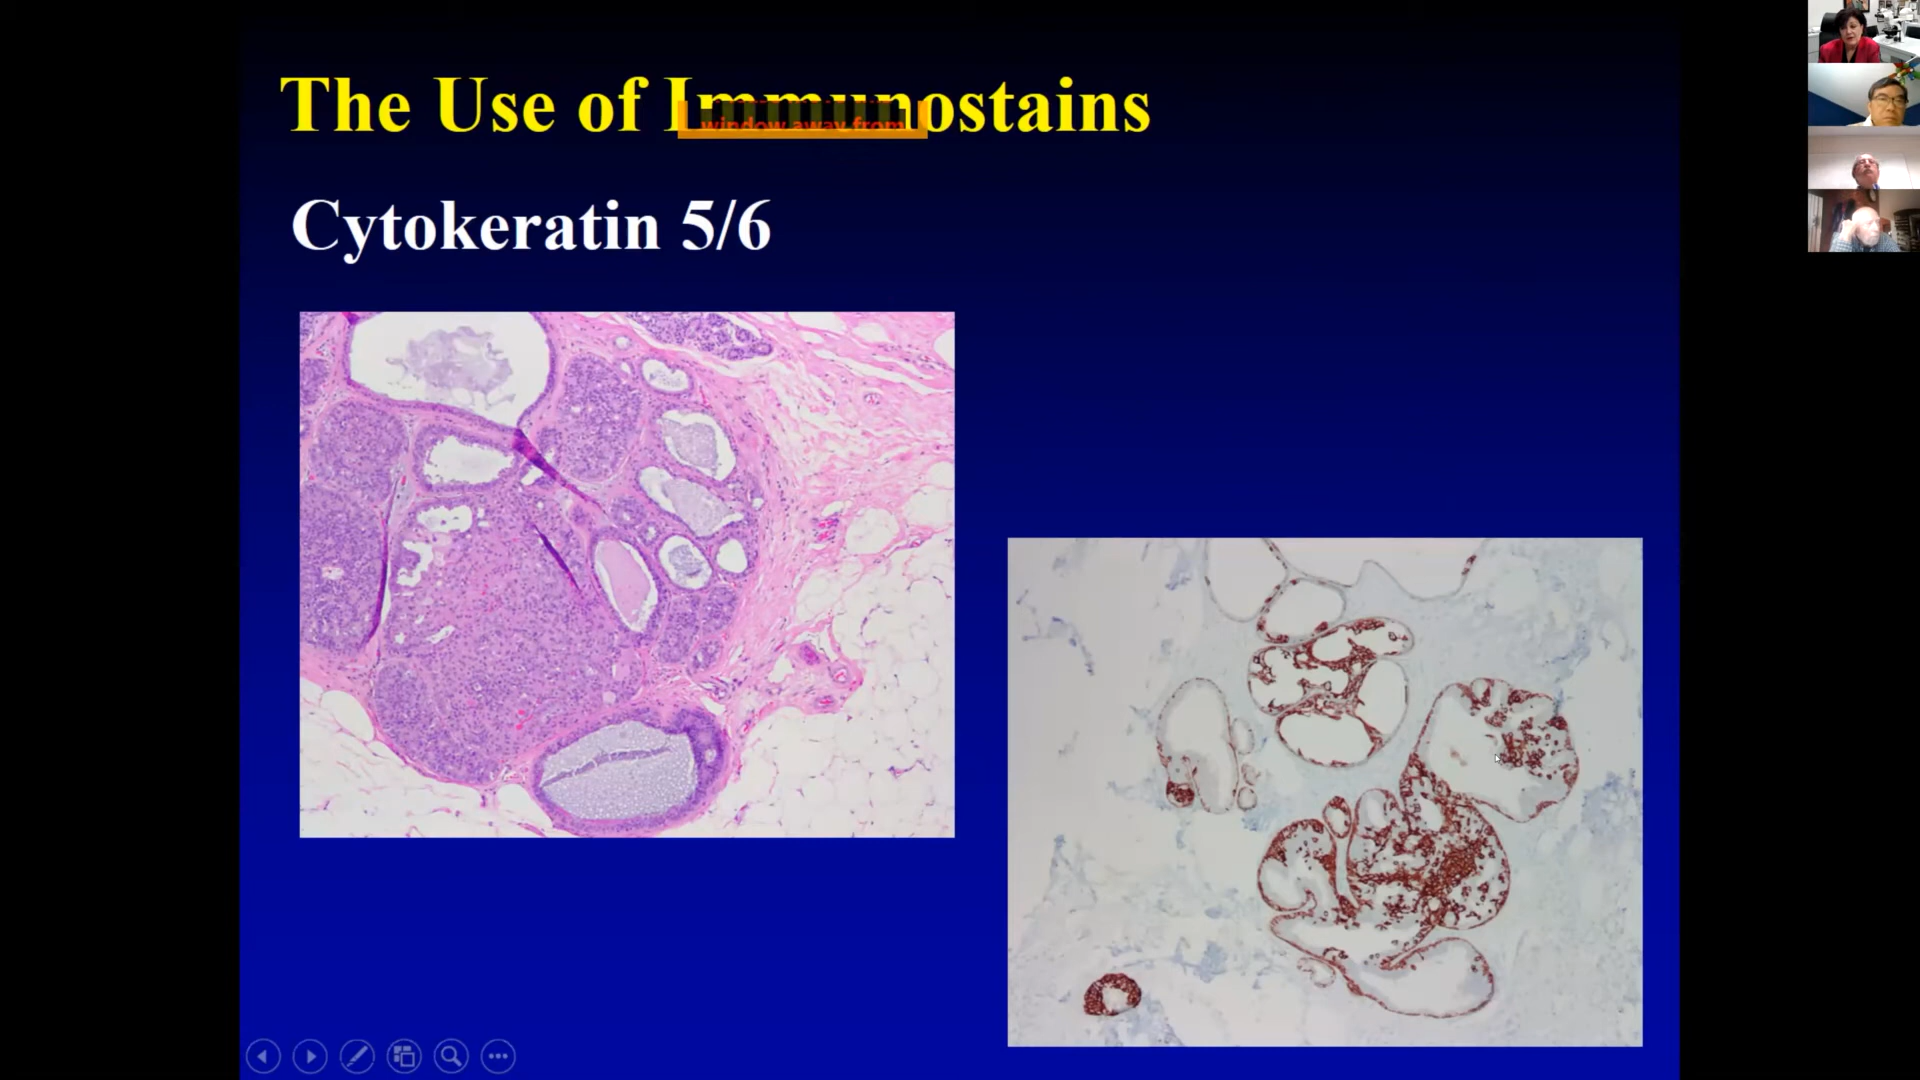 The Use of Immunostains
window away from
Cytokeratin 5/6